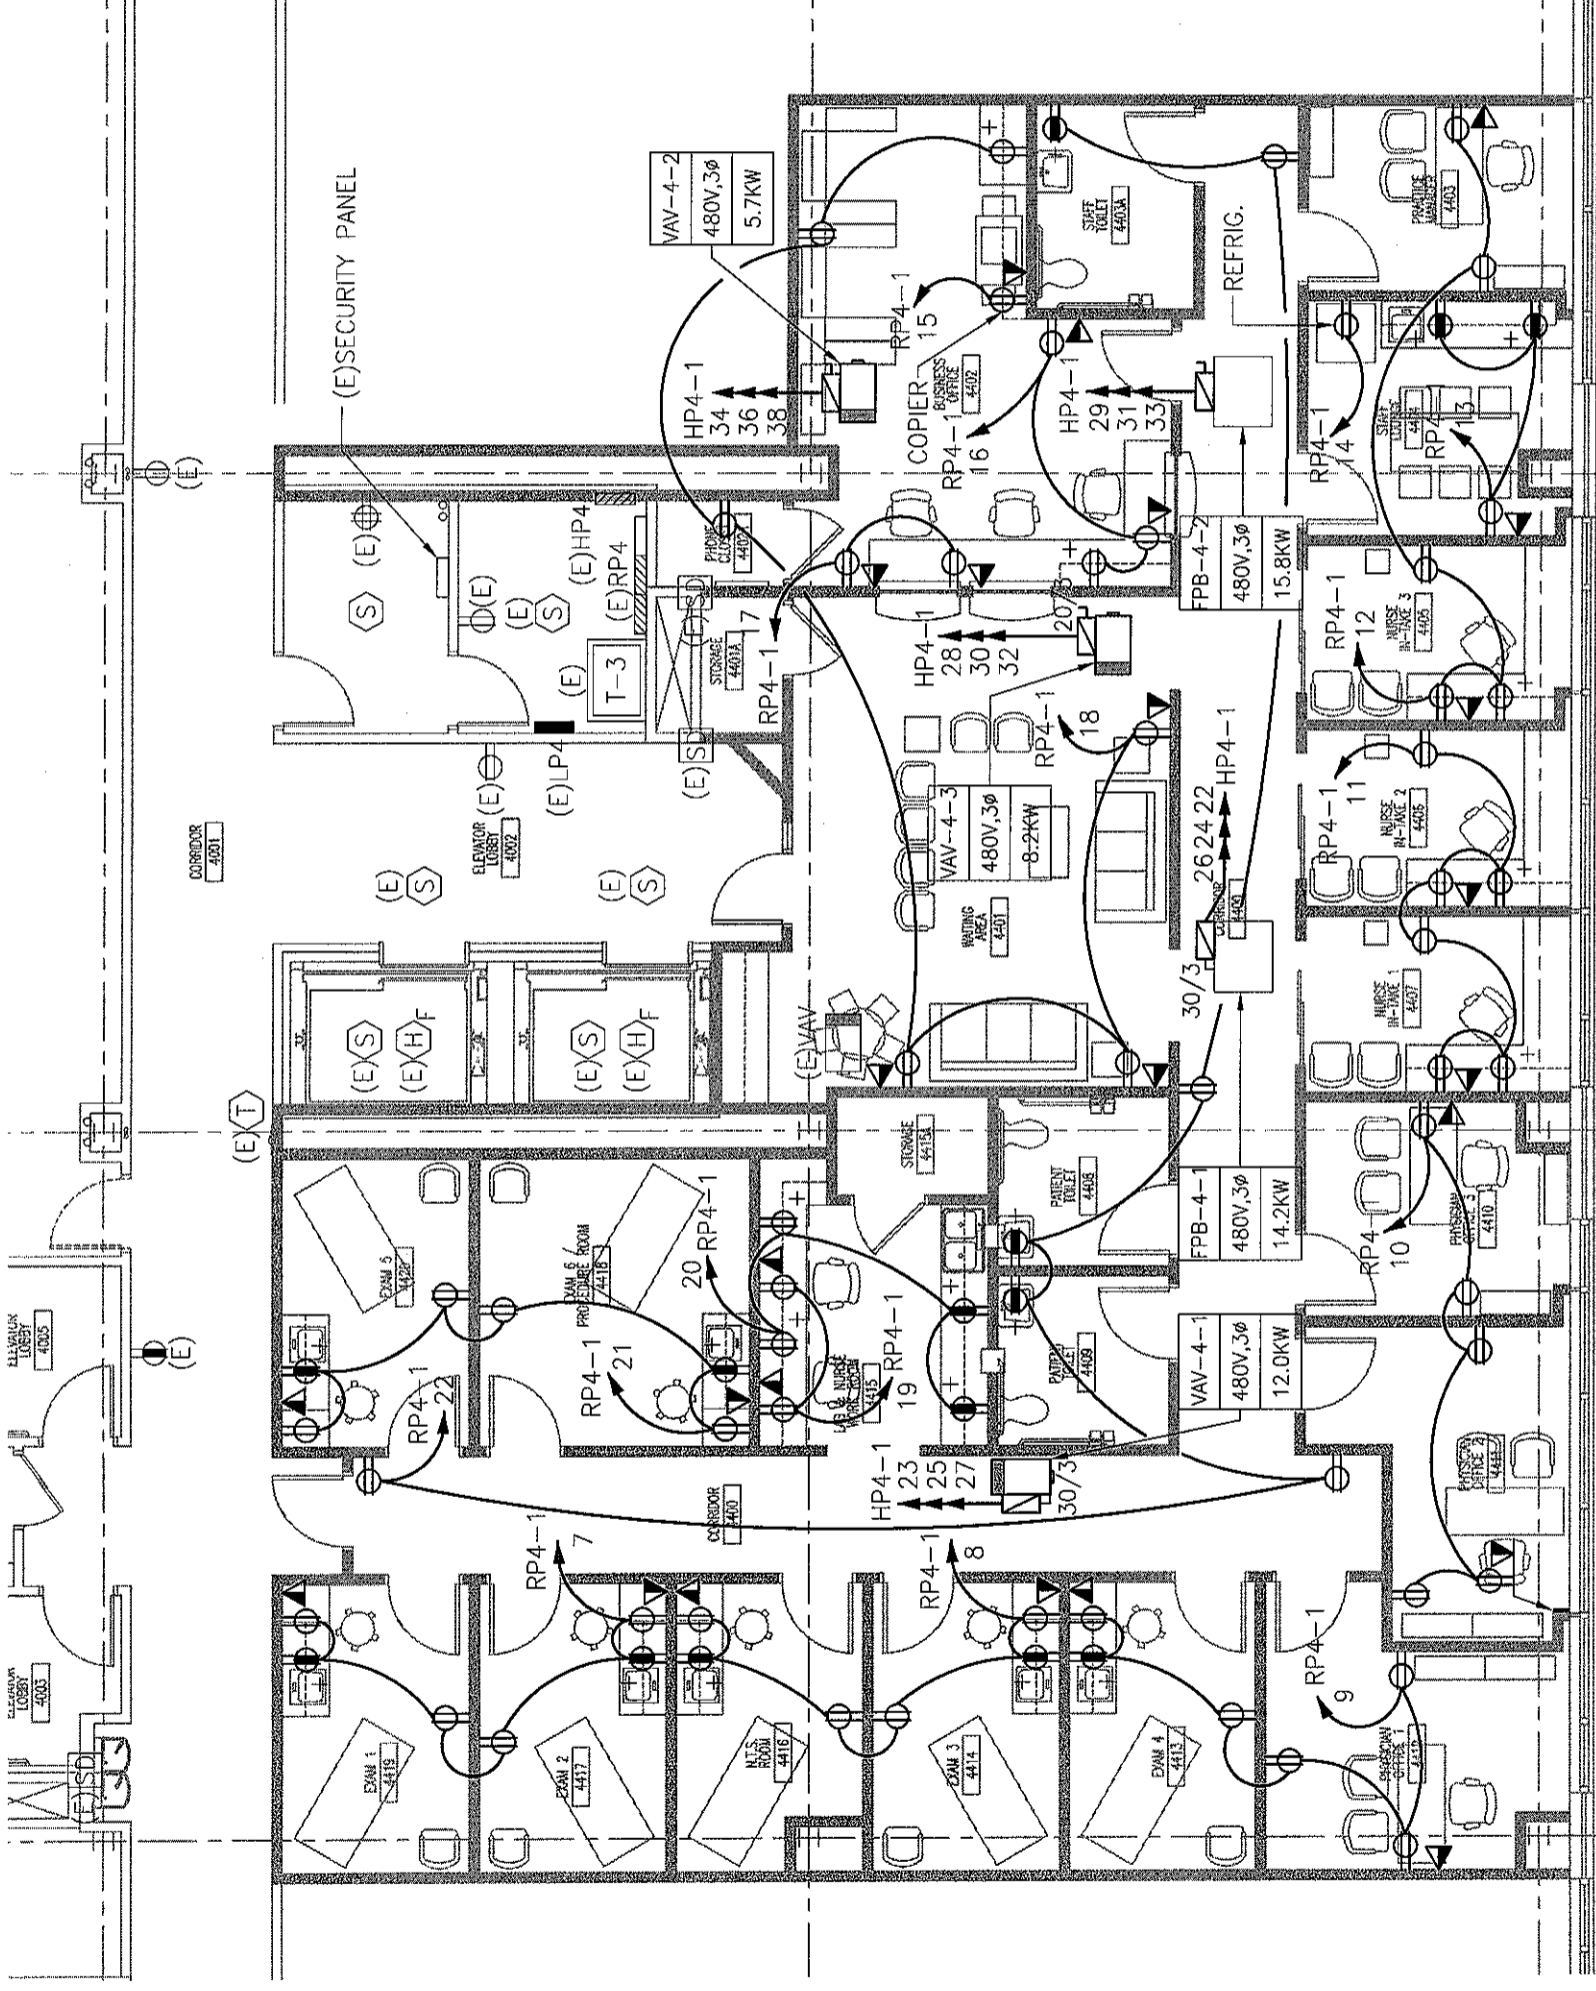 (E)SECURITY PANEL
VAV-4-2
480V,3ø
5.7KW
HP4-1
34
36
38
RP4-1
15
COPIER
BUSINESS
OFFICE
4402
RP4-1
16
HP4-1
29
31
33
STAFF
TOILET
4403A
REFRIG.
4403
RP4-1
14
RP4-1
13
FPB-4-2
480V,3ø
15.8KW
(E)
(E)
S
(E)
(E)
S
(E)HP4
(E)RP4
(E)
T-3
(E)
(E)LP4
(E)
S
STORAGE
4401A
RP4-1
17
HP4-1
28
30
32
20/3
RP4-1
18
VAV-4-3
480V,3ø
8.2KW
WAITING
AREA
4401
RP4-1
12
NURSE
IN-TAKE 3
4406
RP4-1
11
NURSE
IN-TAKE 2
4405
NURSE
IN-TAKE 1
4407
26 24 22
HP4-1
CORRIDOR
4400
30/3
CORRIDOR
4001
ELEVATOR
LOBBY
4002
(E)
S
(E)
S
(E)
S
(E)
H
F
(E)
S
(E)
H
F
(E)VAV
(E)
T
STORAGE
4415A
PATIENT
TOILET
4408
FPB-4-1
480V,3ø
14.2KW
RP4-1
10
PHYSICIAN
OFFICE 3
4410
ELEVATOR
LOBBY
4005
(E)
EXAM 5
4420
EXAM 6 /
PROCEDURE ROOM
4418
20
RP4-1
RP4-1
21
RP4-1
22
RP4-1
19
4415
4409
VAV-4-1
480V,3ø
12.0KW
HP4-1
23
25
27
30/3
CORRIDOR
4400
RP4-1
7
RP4-1
8
RP4-1
9
LOBBY
4003
(E)
SD
EXAM 1
4419
EXAM 2
4417
N.T.S.
ROOM
4416
EXAM 3
4414
EXAM 4
4413